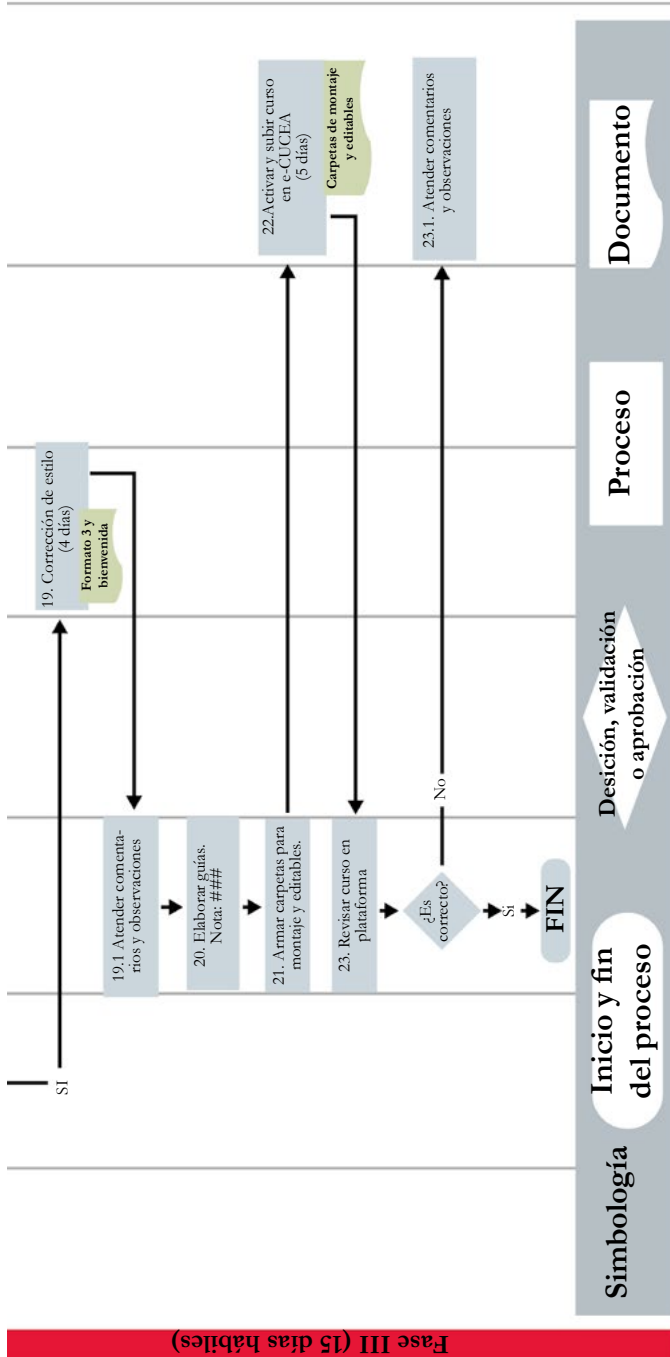 Fase III (15 días hábiles)
SI
19. Corrección de estilo
(4 días)
Formato 3 y
bienvenida
19.1 Atender comenta-
rios y observaciones
20. Elaborar guías.
Nota: ###
21. Armar carpetas para
montaje y editables.
22.Activar y subir curso
en e-CUCEA
(5 días)
Carpetas de montaje
y editables
23. Revisar curso en
plataforma
¿Es
correcto?
No
23.1. Atender comentarios
y observaciones
Si
FIN
Simbología
Inicio y fin
del proceso
Desición, validación
o aprobación
Proceso
Documento